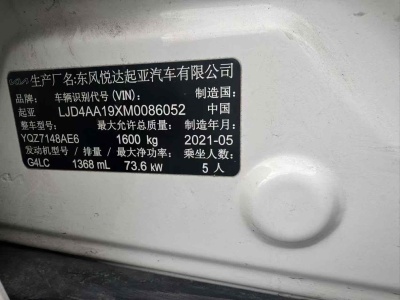 生产厂名:东风悦达起亚汽车有限公司
品牌: 车辆识别代号(VIN): 制造国:
起亚 LJD4AA19XM0086052 中国
整车型号: 最大允许总质量: 制造年月:
YQZ7148AE6 1600 kg 2021-05
发动机型号/排量/最大净功率: 乘坐人数:
G4LC 1368 mL 73.6 kW 5 人